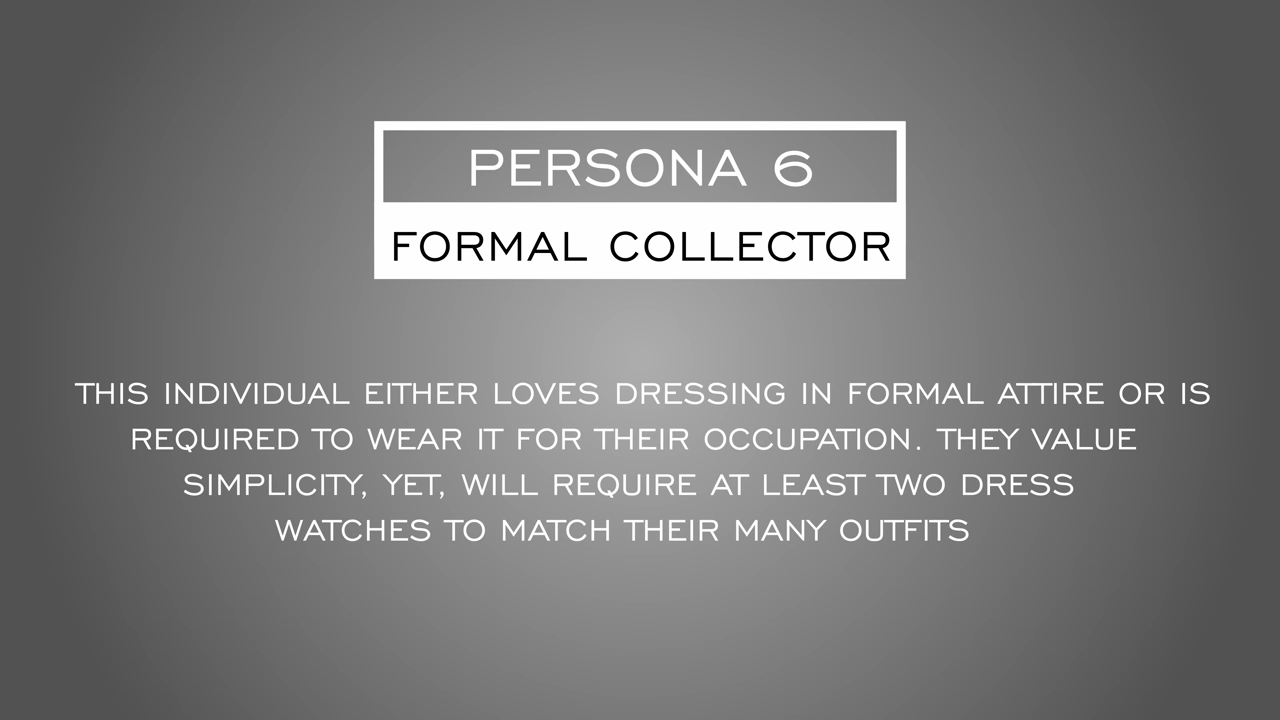 PERSONA 6
FORMAL COLLECTOR
THIS INDIVIDUAL EITHER LOVES DRESSING IN FORMAL ATTIRE OR IS
REQUIRED TO WEAR IT FOR THEIR OCCUPATION. THEY VALUE
SIMPLICITY, YET, WILL REQUIRE AT LEAST TWO DRESS
WATCHES TO MATCH THEIR MANY OUTFITS